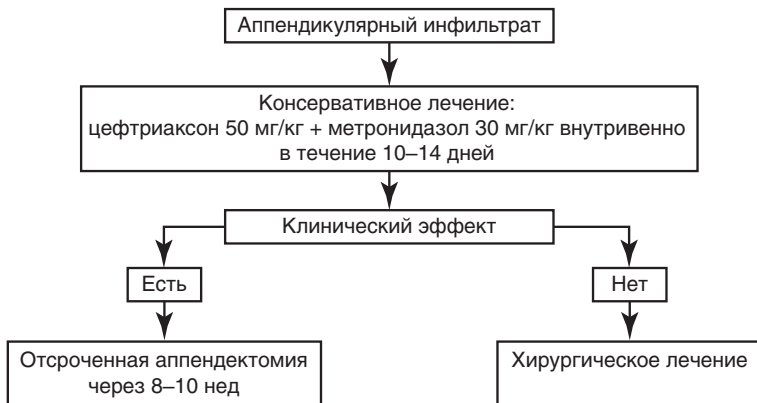 Аппендикулярный инфильтрат
Консервативное лечение:
цефтриаксон 50 мг/кг + метронидазол 30 мг/кг внутривенно
в течение 10–14 дней
Клинический эффект
Есть
Нет
Отсроченная аппендектомия
через 8–10 нед
Хирургическое лечение